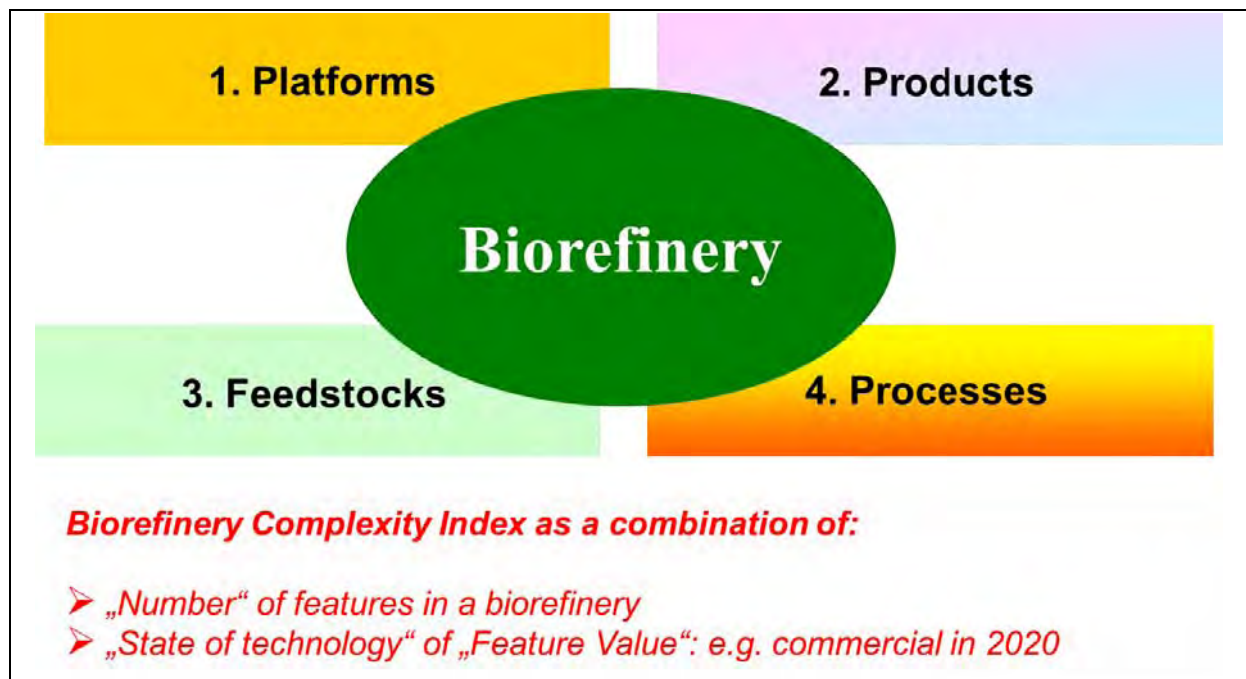 1. Platforms
2. Products
Biorefinery
3. Feedstocks
4. Processes
Biorefinery Complexity Index as a combination of:
➢ „Number“ of features in a biorefinery
➢ „State of technology“ of „Feature Value“: e.g. commercial in 2020